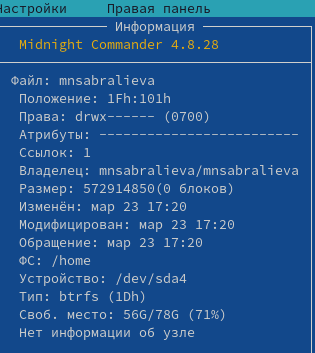 Настройки Правая панель
Информация
Midnight Commander 4.8.28
Файл: mnsabralieva
Положение: 1Fh:101h
Права: drwx------ (0700)
Атрибуты: --------------------------
Ссылок: 1
Владелец: mnsabralieva/mnsabralieva
Размер: 572914850(0 блоков)
Изменён: мар 23 17:20
Модифицирован: мар 23 17:20
Обращение: мар 23 17:20
ФС: /home
Устройство: /dev/sda4
Тип: btrfs (1Dh)
Своб. место: 56G/78G (71%)
Нет информации об узле